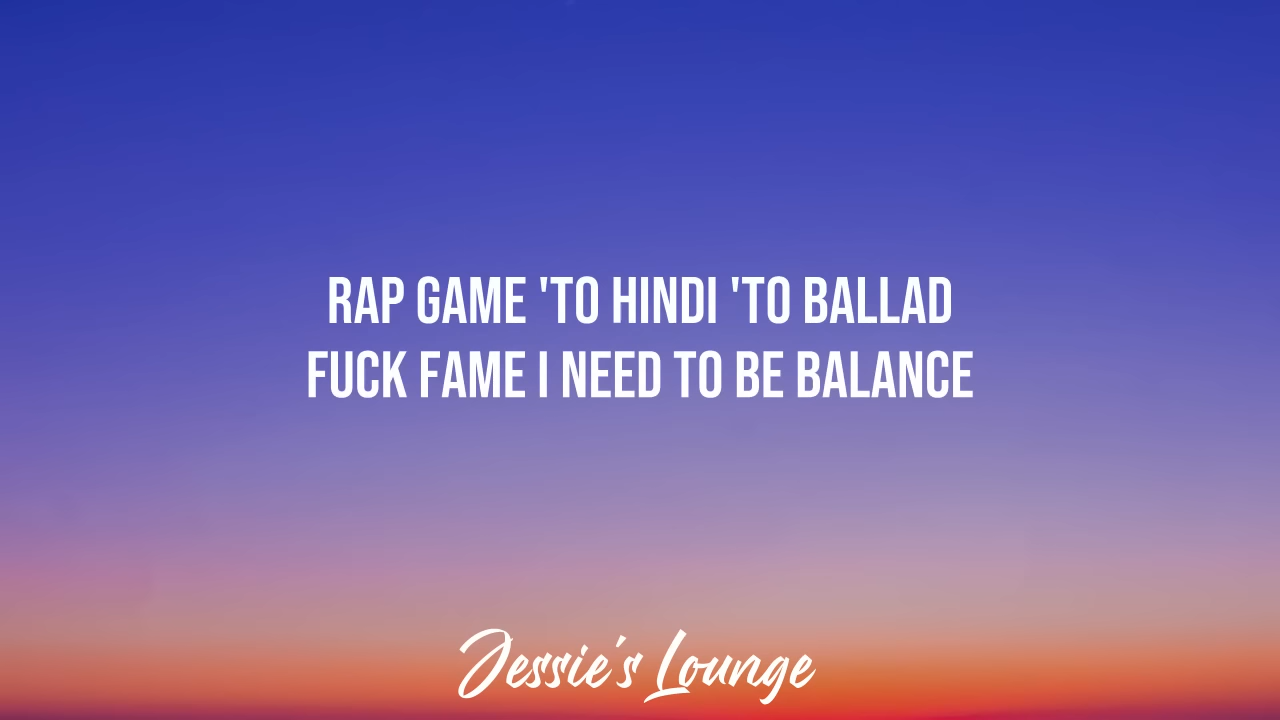 RAP GAME 'TO HINDI 'TO BALLAD
FUCK FAME I NEED TO BE BALANCE
Jessie's Lounge